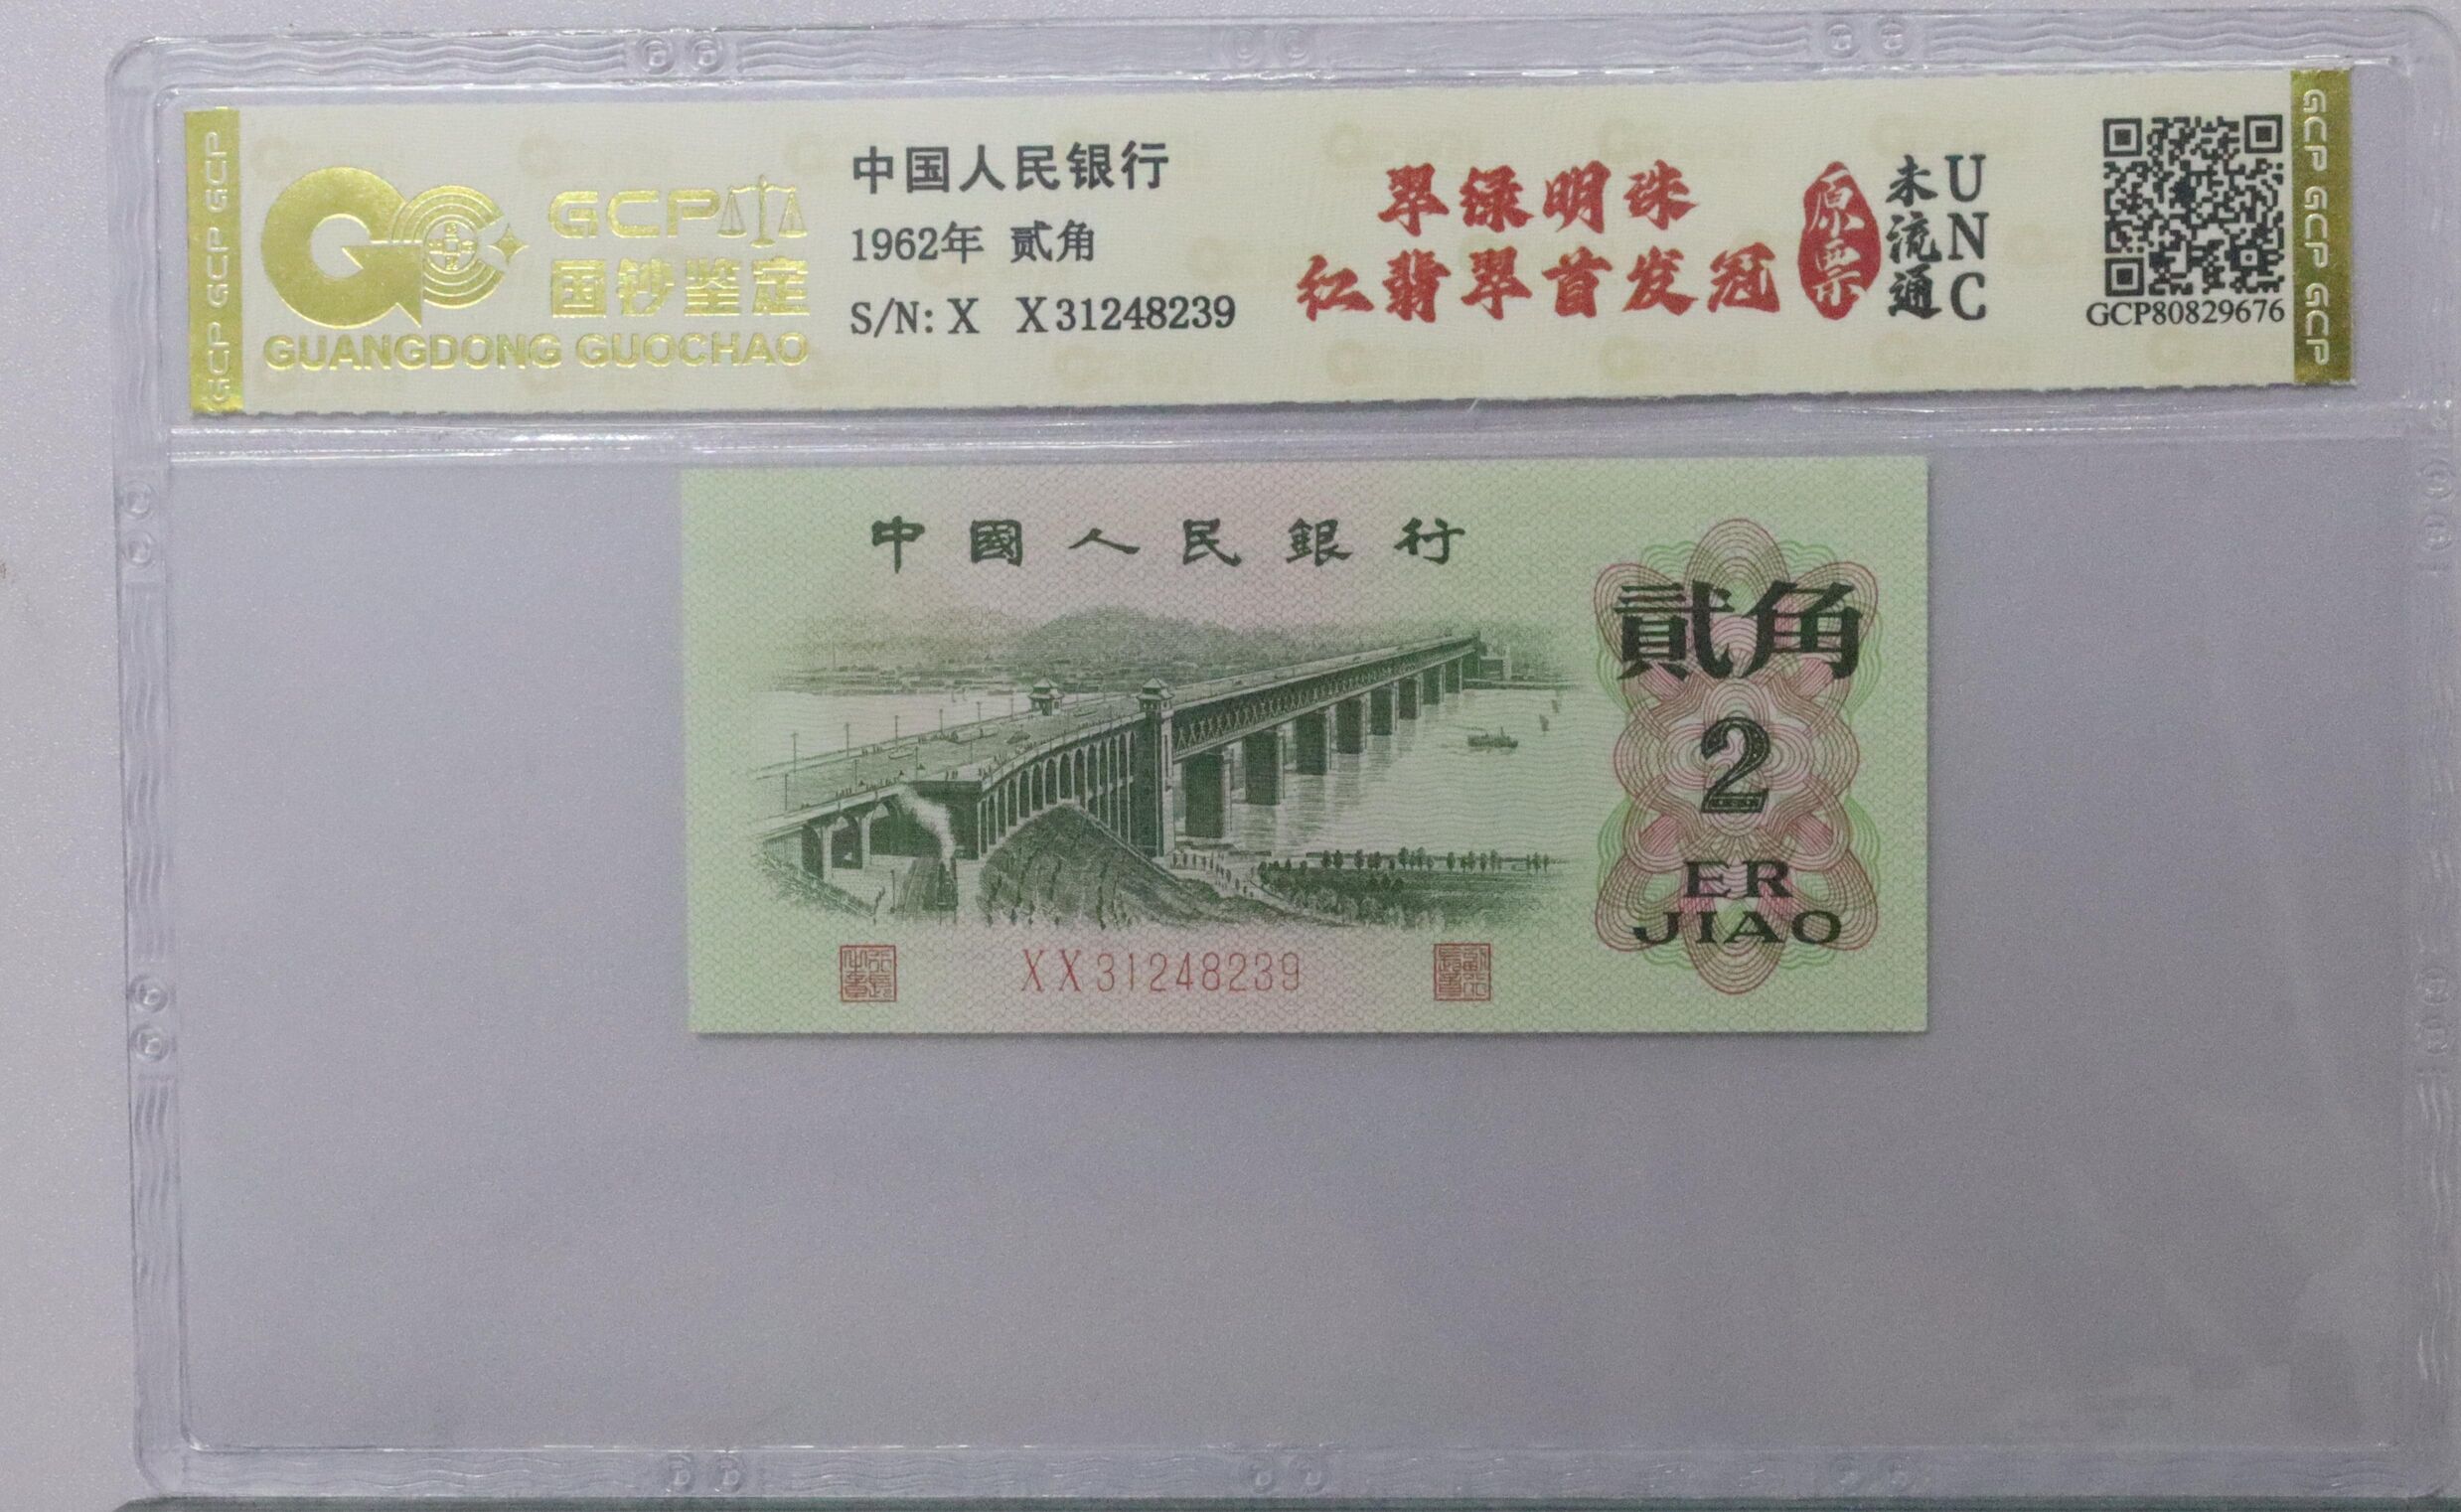 GCP GCP GCP
GCP
国钞鉴定
GUANGDONG GUOCHAO
中国人民银行
1962年 贰角
S/N: X X31248239
翠绿明珠
红翡翠首发冠
原票
未流通
UNC
GCP80829676
GCP GCP GCP
中國人民銀行
貳角
2
ER
JIAO
XX31248239